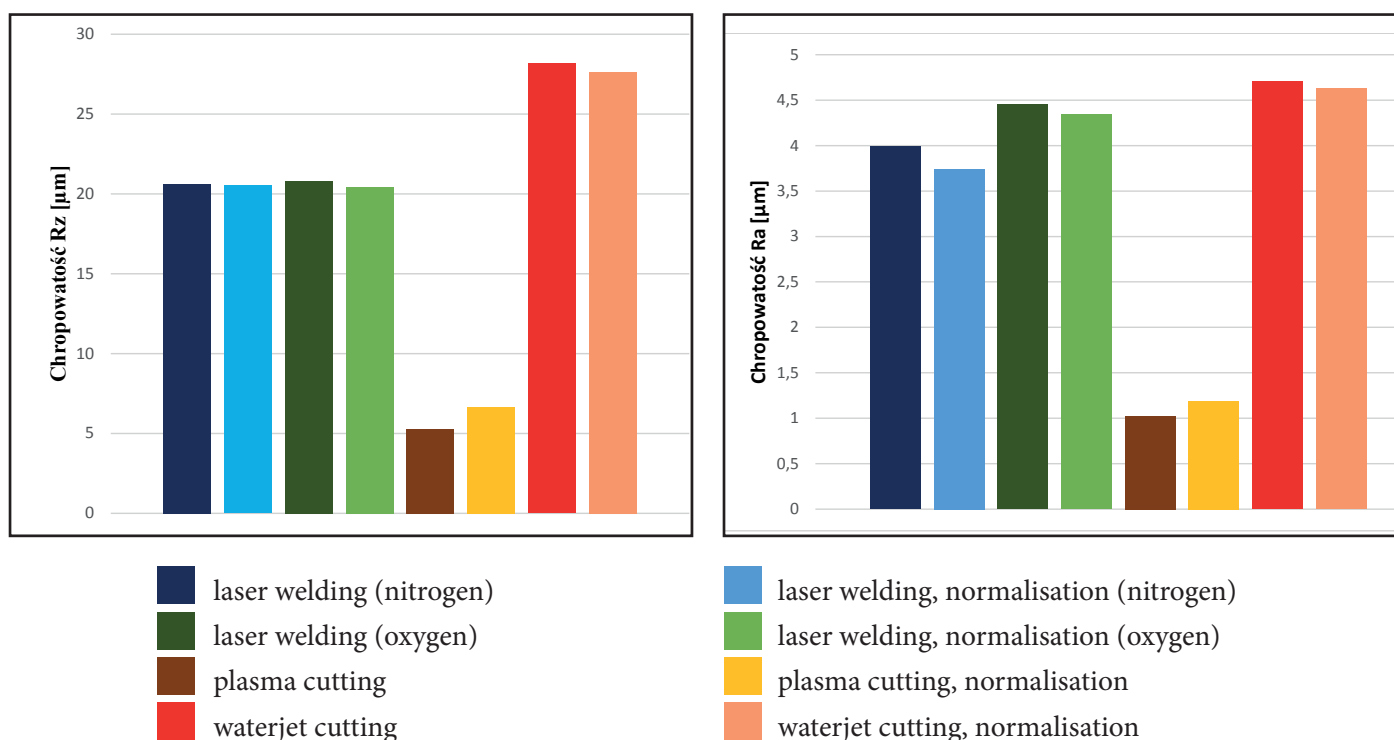 Chropowatość Rz [µm]
30
25
20
15
10
5
0
Chropowatość Ra [µm]
5
4,5
4
3,5
3
2,5
2
1,5
1
0,5
0
laser welding (nitrogen)
laser welding (oxygen)
plasma cutting
waterjet cutting
laser welding, normalisation (nitrogen)
laser welding, normalisation (oxygen)
plasma cutting, normalisation
waterjet cutting, normalisation